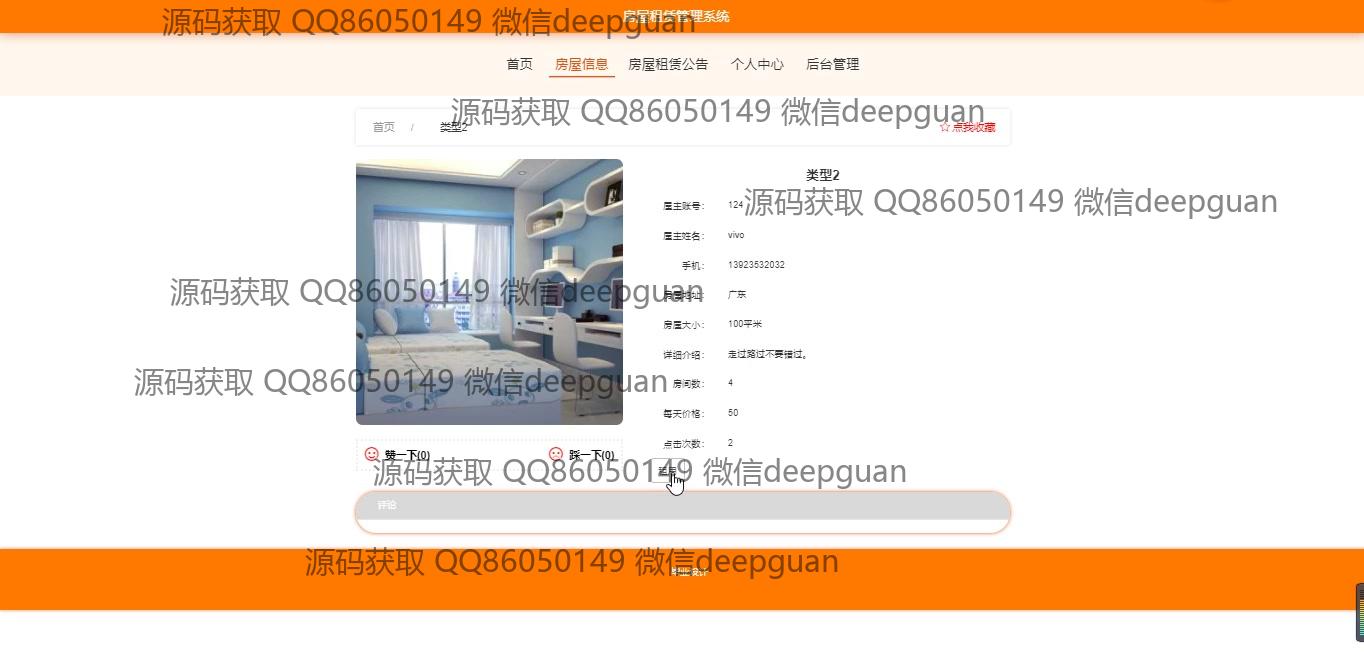 房屋租赁管理系统
源码获取 QQ86050149 微信deepguan
首页 房屋信息 房屋租赁公告 个人中心 后台管理
源码获取 QQ86050149 微信deepguan
首页 / 类型2 ☆ 点我收藏
类型2
屋主账号： 124
源码获取 QQ86050149 微信deepguan
屋主姓名： vivo
手机： 13923532032
房屋地址： 广东
源码获取 QQ86050149 微信deepguan
房屋大小： 100平米
详细介绍： 走过路过不要错过。
房间数： 4
源码获取 QQ86050149 微信deepguan
每天价格： 50
点击次数： 2
赞一下(0) 踩一下(0)
源码获取 QQ86050149 微信deepguan
评论
源码获取 QQ86050149 微信deepguan
毕业设计